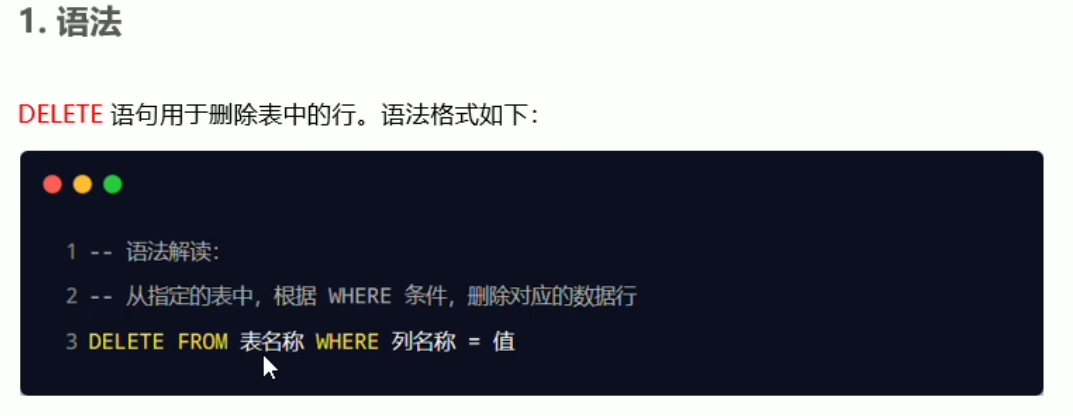 1. 语法
DELETE 语句用于删除表中的行。语法格式如下：
1 -- 语法解读：
2 -- 从指定的表中，根据 WHERE 条件，删除对应的数据行
3 DELETE FROM 表名称 WHERE 列名称 = 值